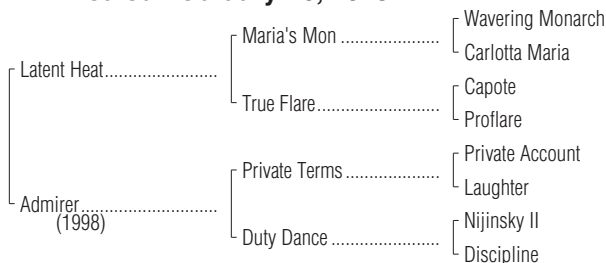 Wavering Monarch
Maria's Mon ......................
Carlotta Maria
Latent Heat.........................
Capote
True Flare...........................
Proflare
Private Account
Private Terms .....................
Laughter
Admirer..............................
(1998)
Nijinsky II
Duty Dance ........................
Discipline